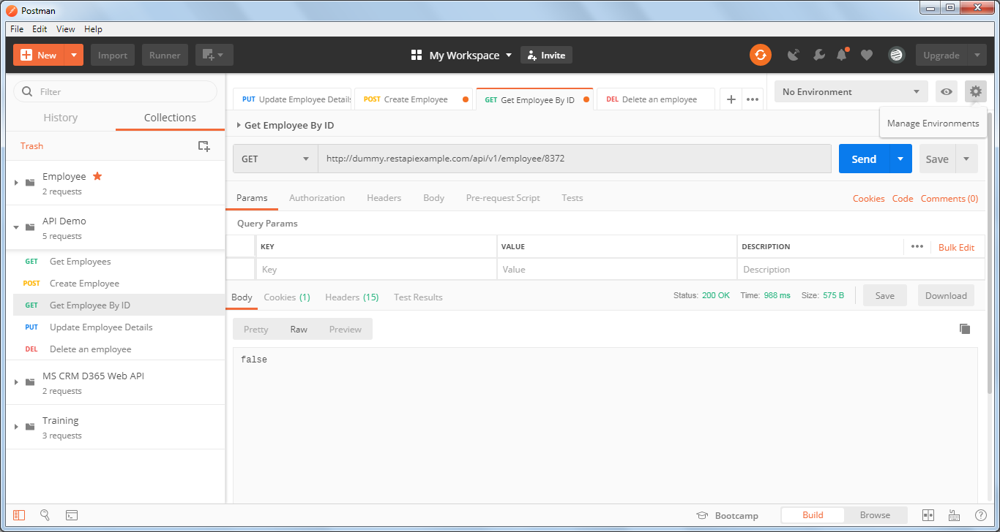 Postman
File Edit View Help
New Import Runner My Workspace Invite Upgrade
Filter
History Collections
Trash
Employee
2 requests
API Demo
5 requests
GET Get Employees
POST Create Employee
GET Get Employee By ID
PUT Update Employee Details
DEL Delete an employee
MS CRM D365 Web API
2 requests
Training
3 requests
PUT Update Employee Details POST Create Employee GET Get Employee By ID DEL Delete an employee
No Environment
Manage Environments
Get Employee By ID
GET http://dummy.restapiexample.com/api/v1/employee/8372 Send Save
Params Authorization Headers Body Pre-request Script Tests Cookies Code Comments (0)
Query Params
KEY VALUE DESCRIPTION Bulk Edit
Key Value Description
Body Cookies (1) Headers (15) Test Results Status: 200 OK Time: 988 ms Size: 575 B Save Download
Pretty Raw Preview
false
Bootcamp Build Browse